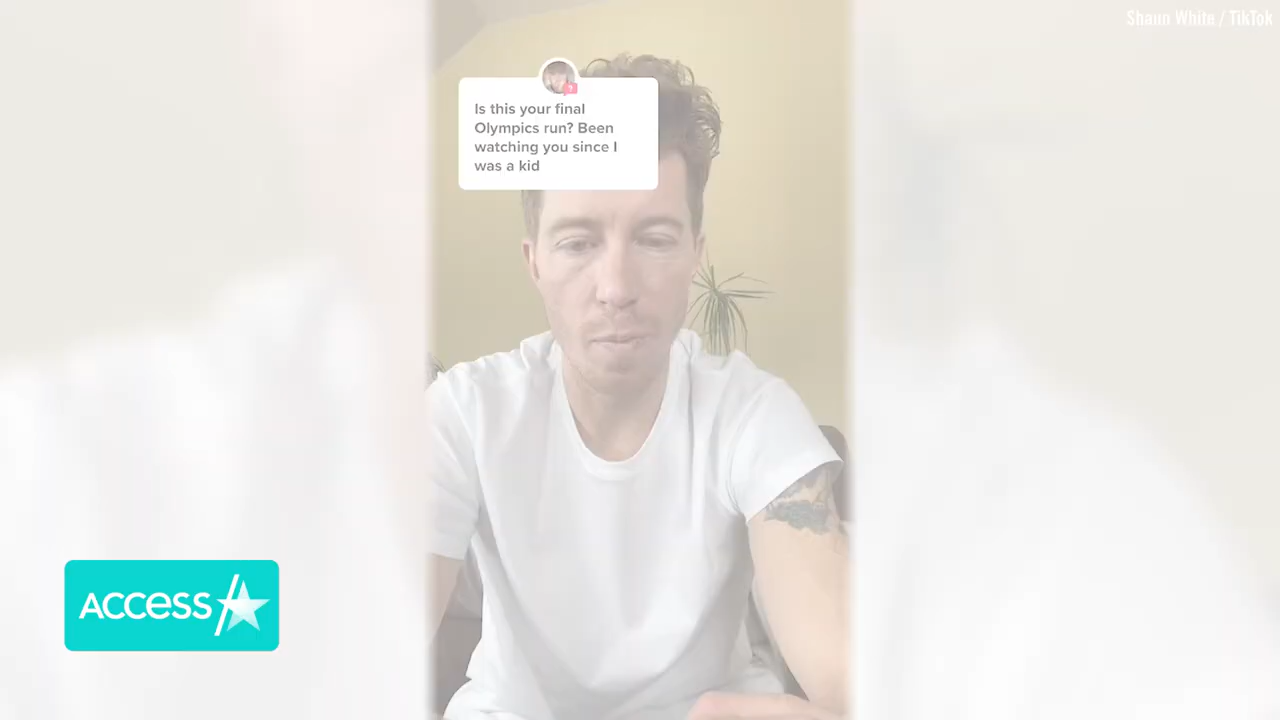 Shaun White / TikTok
Is this your final
Olympics run? Been
watching you since I
was a kid
ACCESS